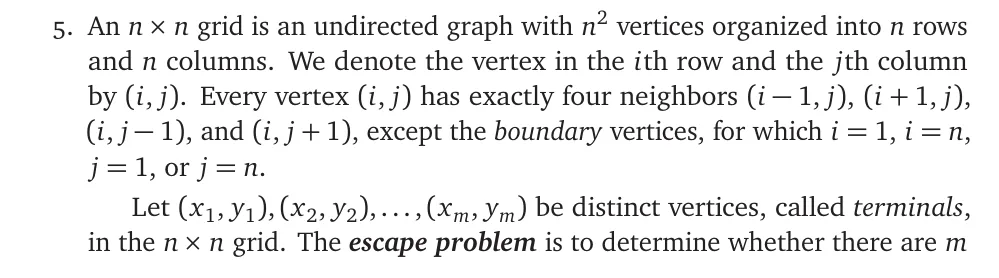 5. An n × n grid is an undirected graph with n² vertices organized into n rows
and n columns. We denote the vertex in the ith row and the jth column
by (i, j). Every vertex (i, j) has exactly four neighbors (i − 1, j), (i + 1, j),
(i, j − 1), and (i, j + 1), except the boundary vertices, for which i = 1, i = n,
j = 1, or j = n.
Let (x₁, y₁), (x₂, y₂), . . . , (xₘ, yₘ) be distinct vertices, called terminals,
in the n × n grid. The escape problem is to determine whether there are m